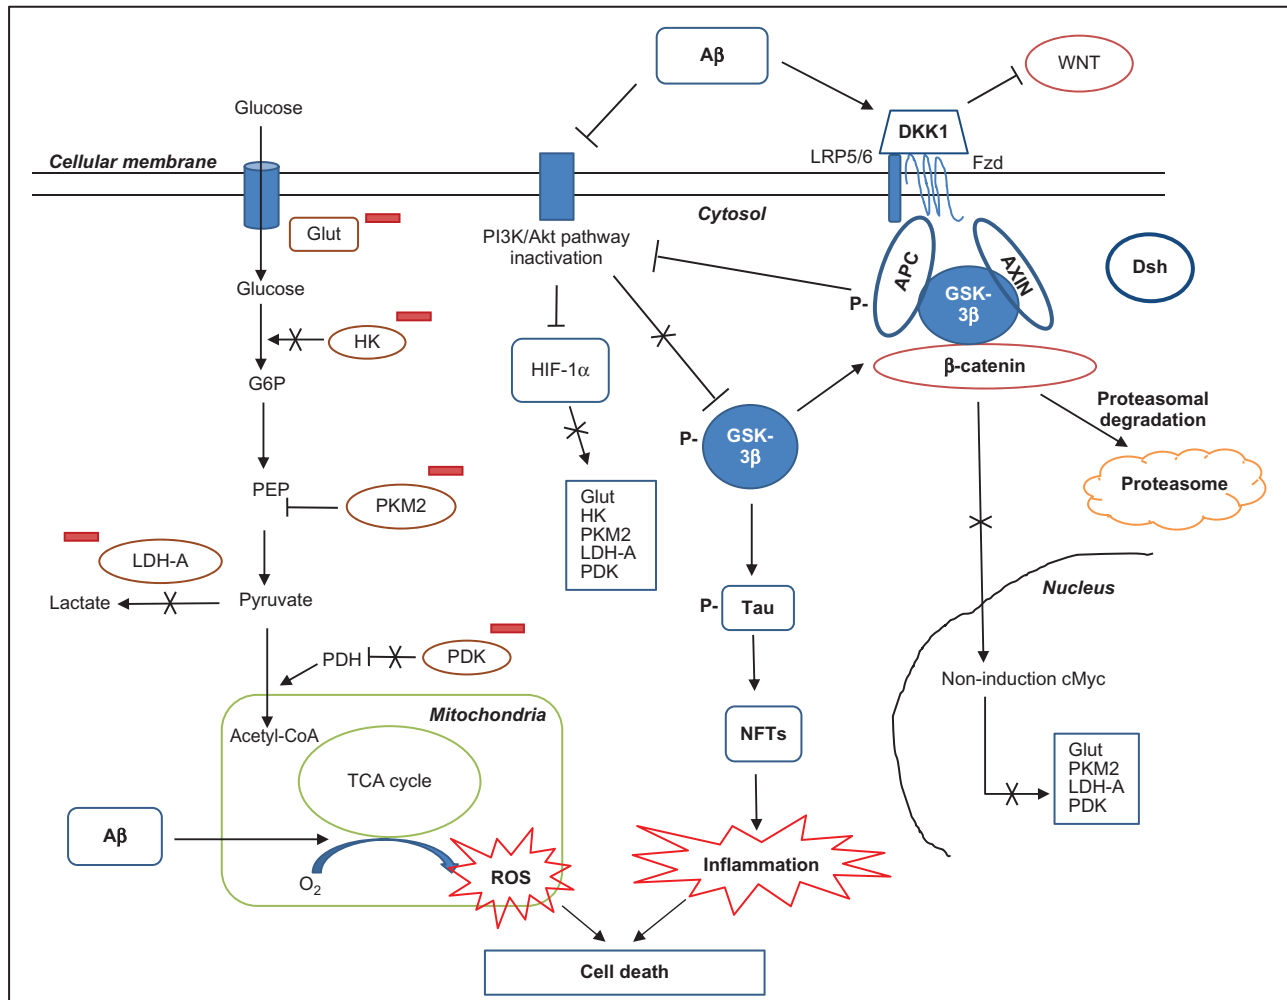 Aβ
WNT
Glucose
DKK1
LRP5/6
Fzd
Cellular membrane
Cytosol
Glut
PI3K/Akt pathway
inactivation
APC
AXIN
Dsh
Glucose
P-
GSK-
3β
HK
HIF-1α
β-catenin
G6P
Proteasomal
degradation
P-
GSK-
3β
PEP
PKM2
Proteasome
Glut
HK
PKM2
LDH-A
PDK
LDH-A
Lactate
Pyruvate
P-
Tau
Nucleus
PDH
PDK
Non-induction cMyc
Mitochondria
Acetyl-CoA
NFTs
TCA cycle
Glut
PKM2
LDH-A
PDK
Aβ
O2
ROS
Inflammation
Cell death